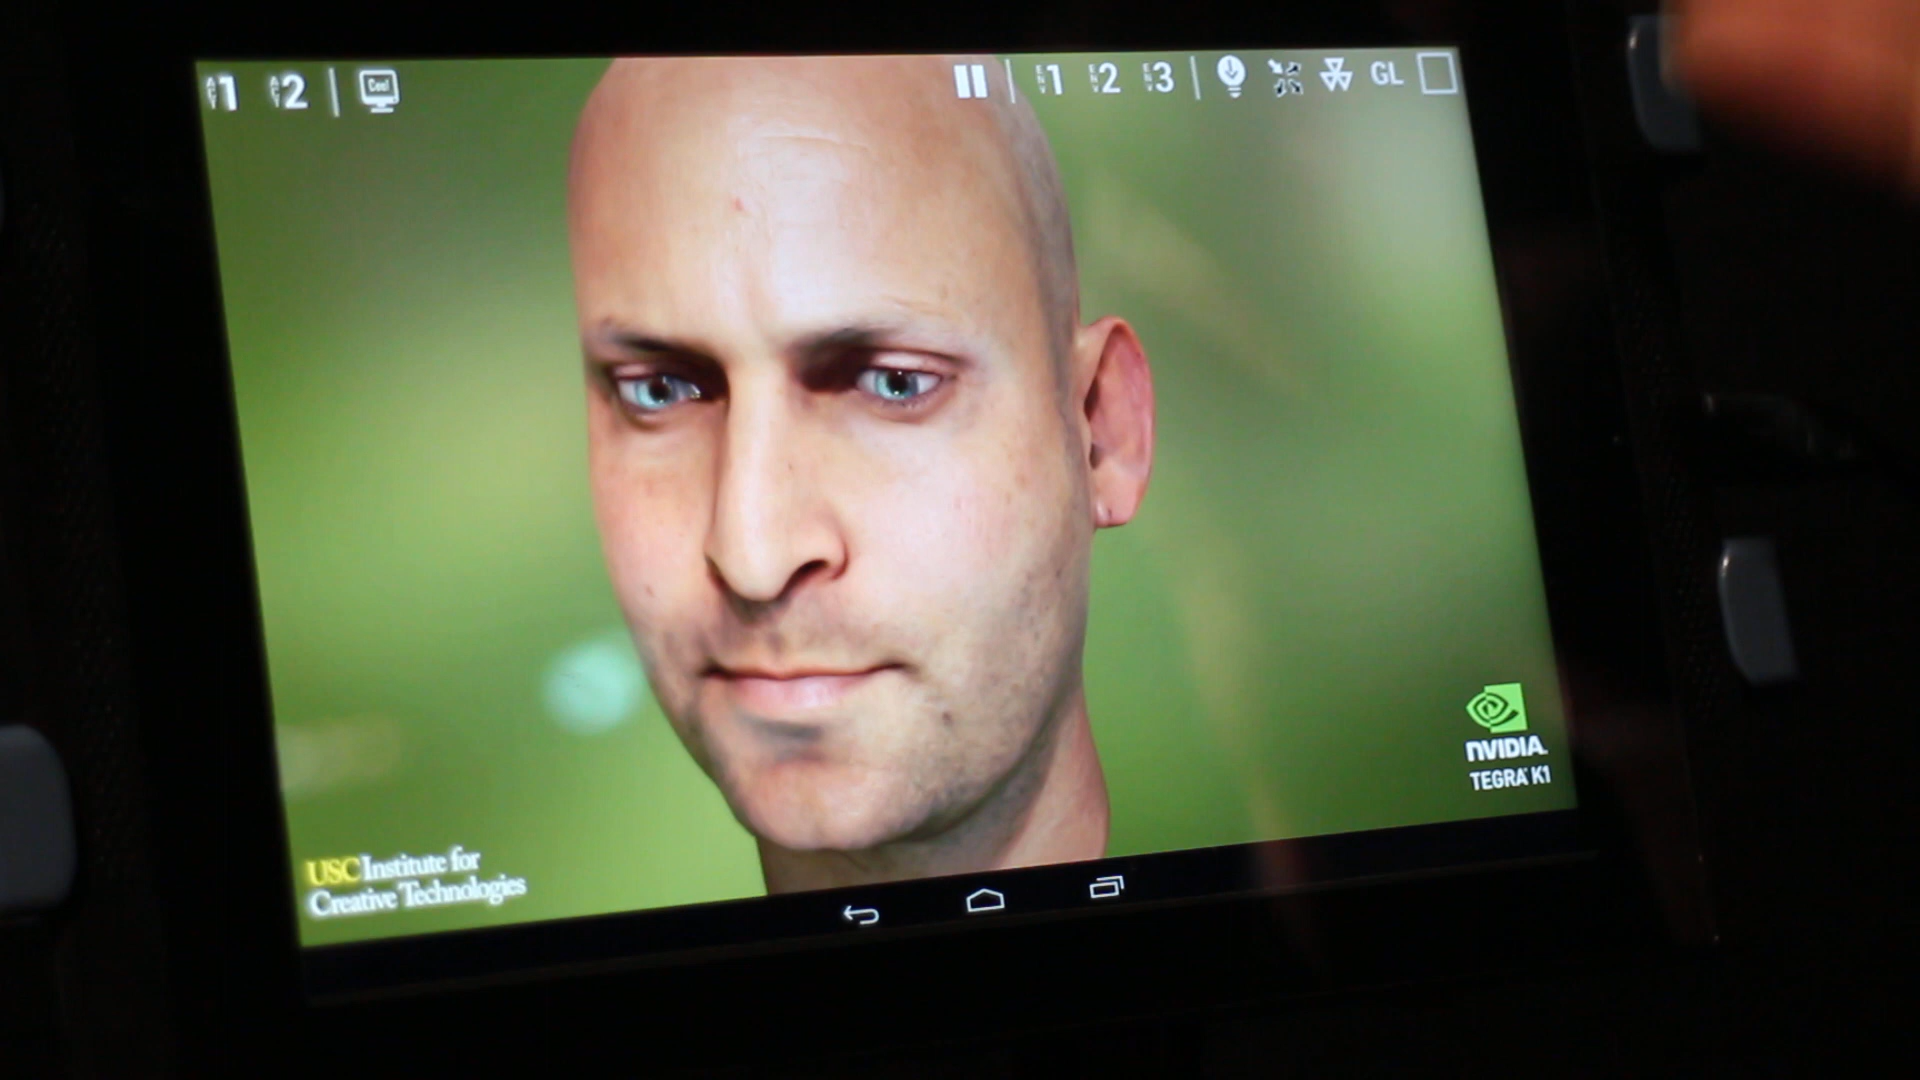 1 2 Cool 1 2 3 GL
NVIDIA.
TEGRA K1
USC Institute for
Creative Technologies